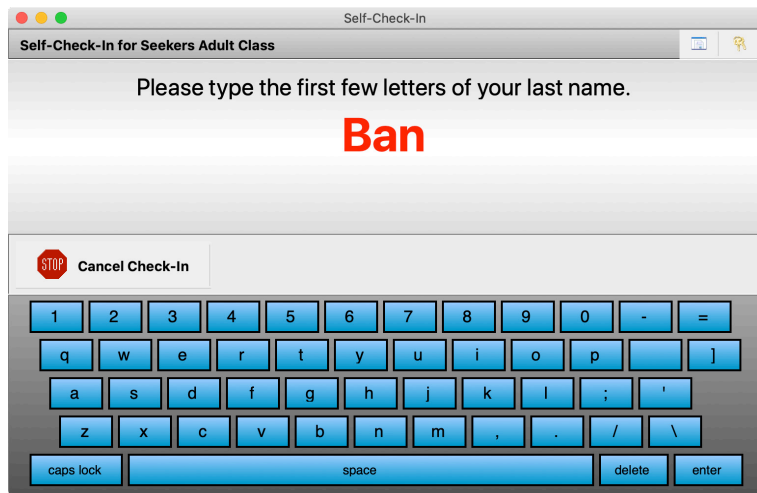 Self-Check-In
Self-Check-In for Seekers Adult Class
Please type the first few letters of your last name.
Ban
STOP Cancel Check-In
1 2 3 4 5 6 7 8 9 0 - =
q w e r t y u i o p ]
a s d f g h j k l ; '
z x c v b n m , . / \
caps lock space delete enter